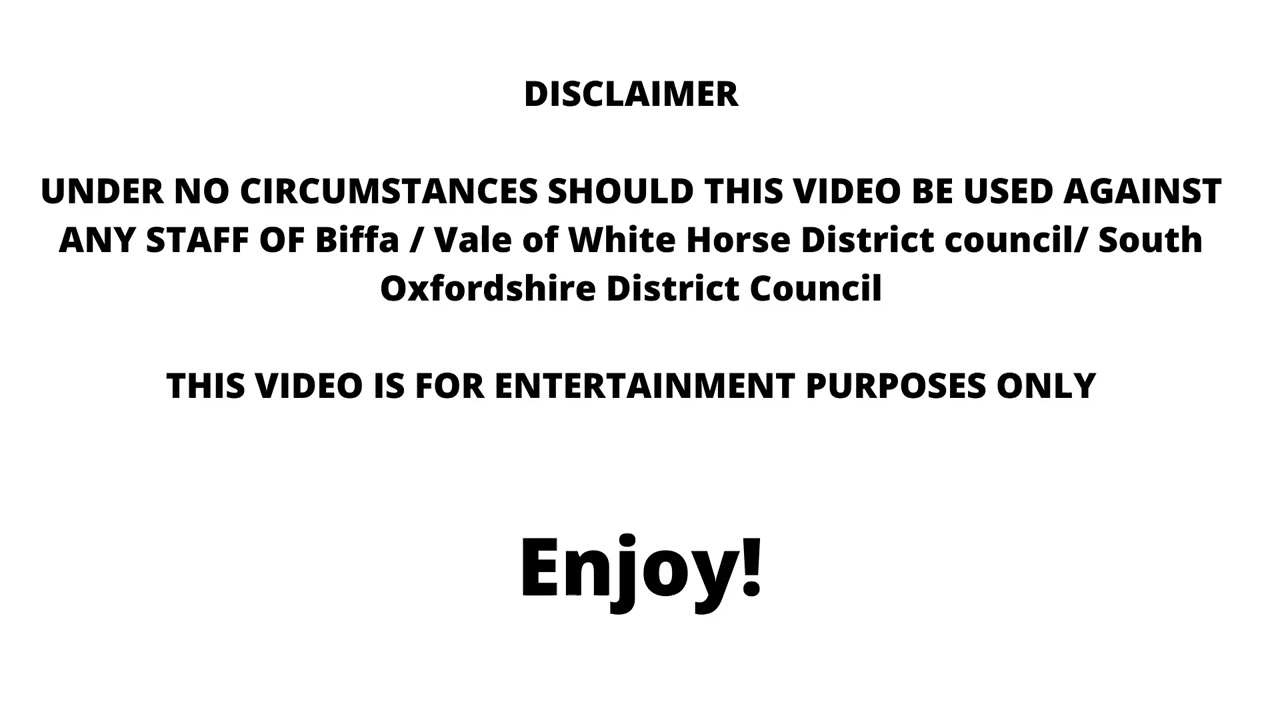 DISCLAIMER
UNDER NO CIRCUMSTANCES SHOULD THIS VIDEO BE USED AGAINST
ANY STAFF OF Biffa / Vale of White Horse District council/ South
Oxfordshire District Council
THIS VIDEO IS FOR ENTERTAINMENT PURPOSES ONLY
Enjoy!